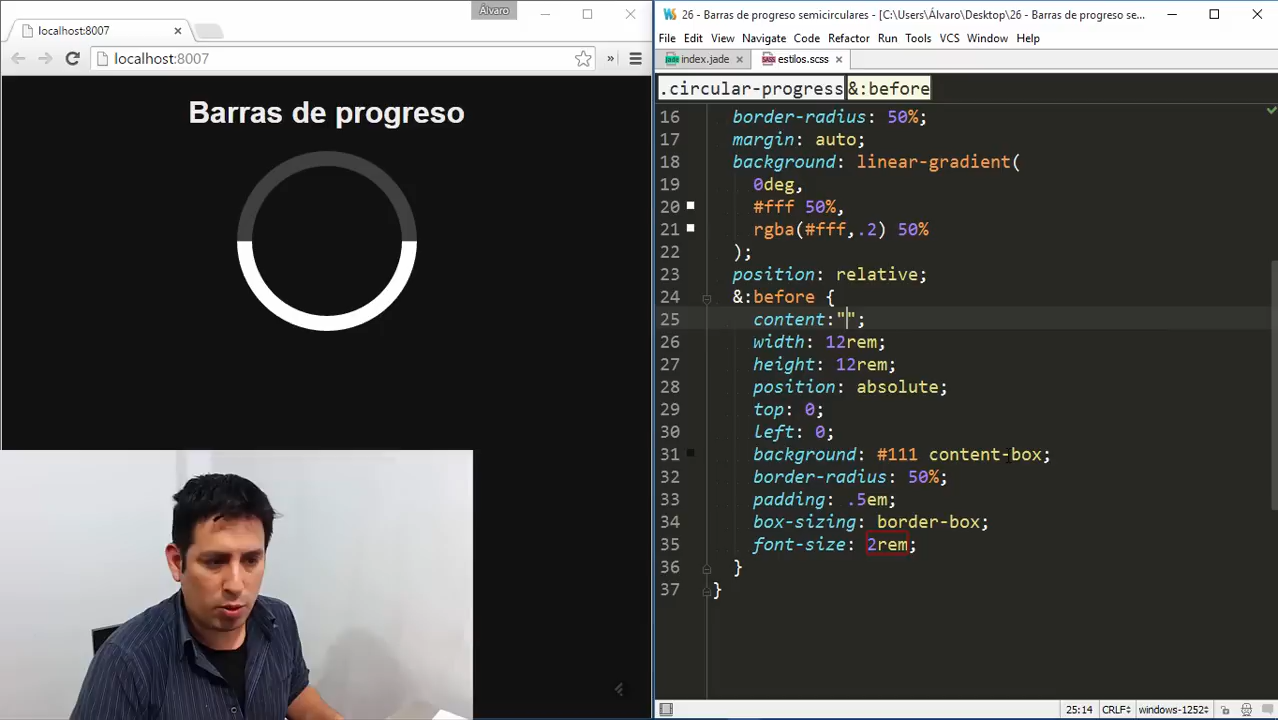 Álvaro
localhost:8007
localhost:8007
»
Barras de progreso
26 - Barras de progreso semicirculares - [C:\Users\Álvaro\Desktop\26 - Barras de progreso se...
File Edit View Navigate Code Refactor Run Tools VCS Window Help
index.jade estilos.scss
.circular-progress &:before
16 border-radius: 50%;
17 margin: auto;
18 background: linear-gradient(
19 0deg,
20 #fff 50%,
21 rgba(#fff,.2) 50%
22 );
23 position: relative;
24 &:before {
25 content:"";
26 width: 12rem;
27 height: 12rem;
28 position: absolute;
29 top: 0;
30 left: 0;
31 background: #111 content-box;
32 border-radius: 50%;
33 padding: .5em;
34 box-sizing: border-box;
35 font-size: 2rem;
36 }
37 }
25:14 CRLF÷ windows-1252÷